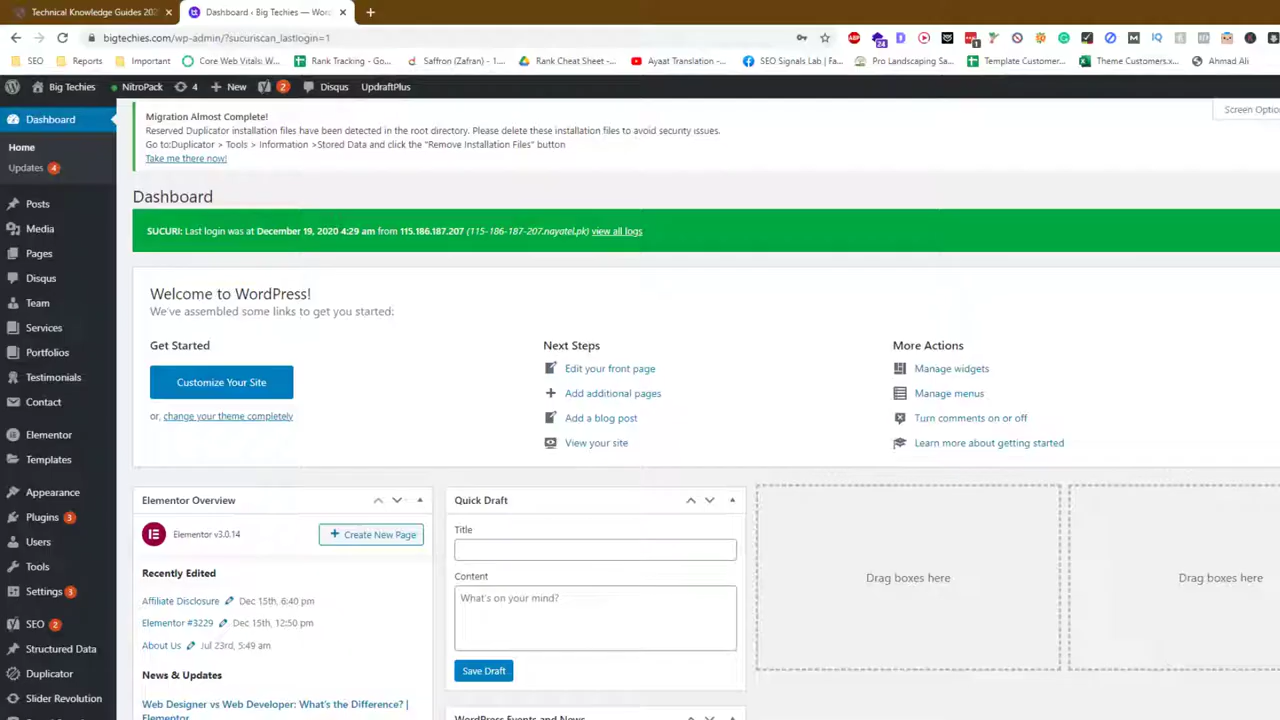 Technical Knowledge Guides 202
Dashboard ‹ Big Techies — Wor
bigtechies.com/wp-admin/?sucuriscan_lastlogin=1
24
1
SEO
Reports
Important
Core Web Vitals: W...
Rank Tracking - Go...
Saffron (Zafran) - 1....
Rank Cheat Sheet -...
Ayaat Translation -...
SEO Signals Lab | Fa...
Pro Landscaping Sa...
Template Customer...
Theme Customers.x...
Ahmad Ali
Big Techies
NitroPack
4
New
2
Disqus
UpdraftPlus
Dashboard
Home
Updates 4
Posts
Media
Pages
Disqus
Team
Services
Portfolios
Testimonials
Contact
Elementor
Templates
Appearance
Plugins 3
Users
Tools
Settings 3
SEO 2
Structured Data
Duplicator
Slider Revolution
Screen Optio
Migration Almost Complete!
Reserved Duplicator installation files have been detected in the root directory. Please delete these installation files to avoid security issues.
Go to:Duplicator > Tools > Information >Stored Data and click the "Remove Installation Files" button
Take me there now!
Dashboard
SUCURI: Last login was at December 19, 2020 4:29 am from 115.186.187.207 (115-186-187-207.nayatel.pk) view all logs
Welcome to WordPress!
We've assembled some links to get you started:
Get Started
Customize Your Site
or, change your theme completely
Next Steps
Edit your front page
Add additional pages
Add a blog post
View your site
More Actions
Manage widgets
Manage menus
Turn comments on or off
Learn more about getting started
Elementor Overview
Elementor v3.0.14
Create New Page
Recently Edited
Affiliate Disclosure Dec 15th, 6:40 pm
Elementor #3229 Dec 15th, 12:50 pm
About Us Jul 23rd, 5:49 am
News & Updates
Web Designer vs Web Developer: What's the Difference? |
Elementor
Quick Draft
Title
Content
What's on your mind?
Save Draft
WordPress Events and News
Drag boxes here
Drag boxes here